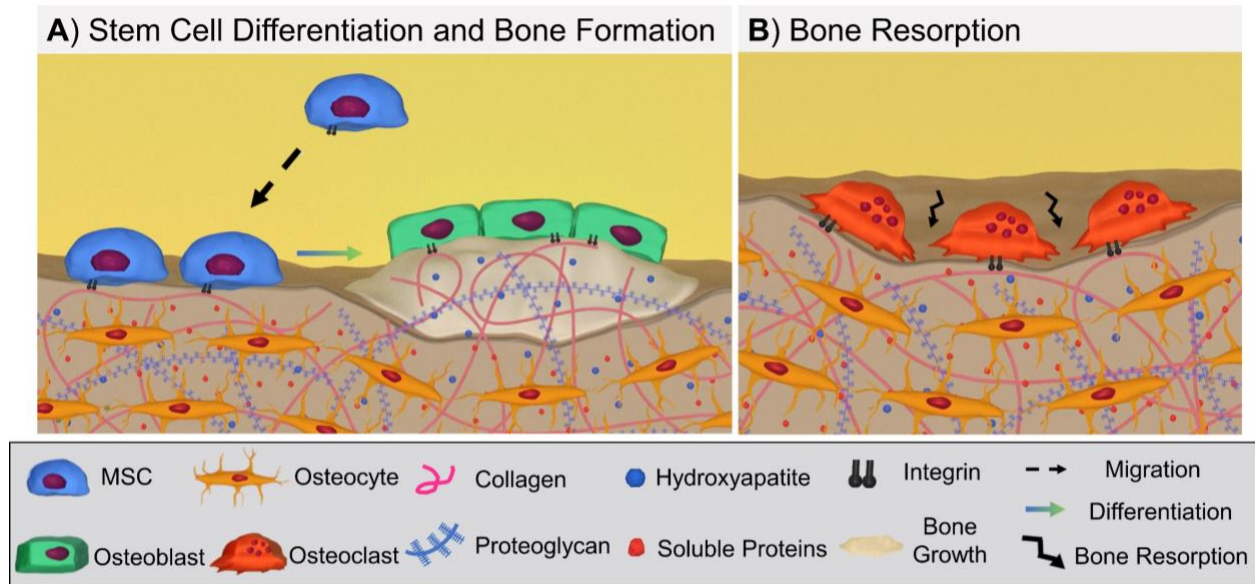 A) Stem Cell Differentiation and Bone Formation
B) Bone Resorption
MSC
Osteocyte
Collagen
Hydroxyapatite
Integrin
Migration
Osteoblast
Osteoclast
Proteoglycan
Soluble Proteins
Bone
Growth
Differentiation
Bone Resorption